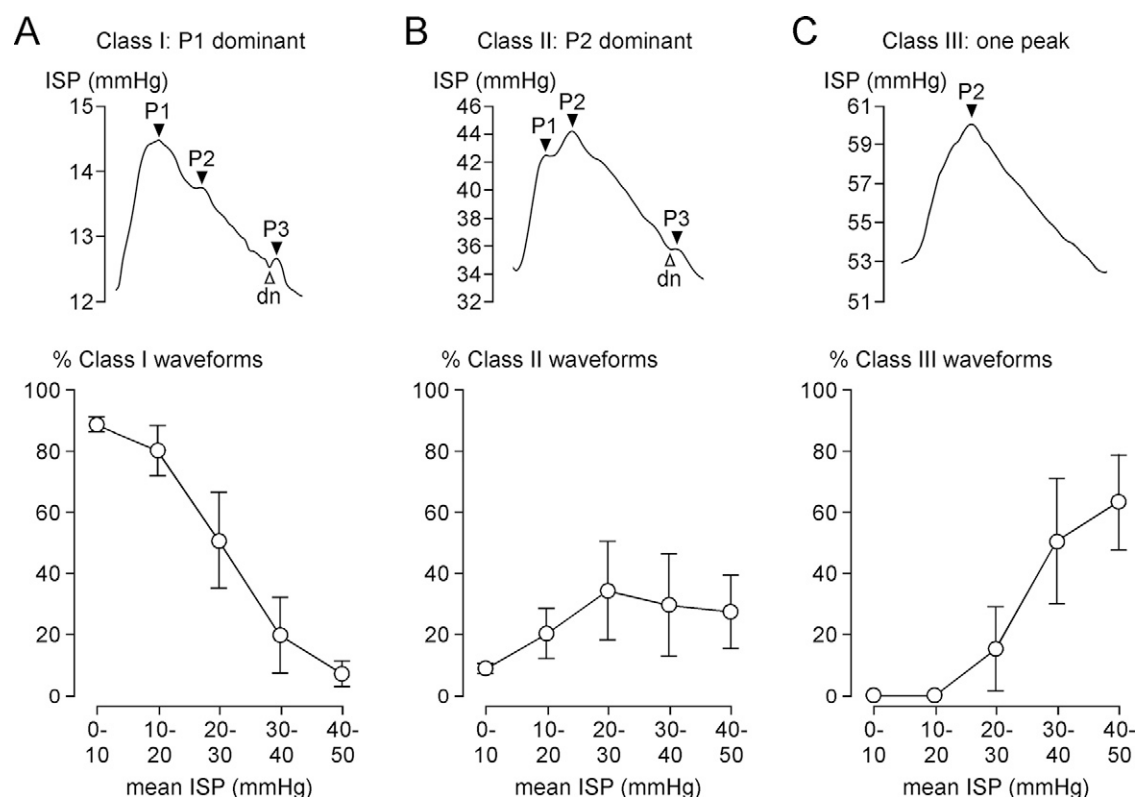 A
Class I: P1 dominant
ISP (mmHg)
15
14
13
12
P1
P2
P3
dn
% Class I waveforms
100
80
60
40
20
0
0-
10
10-
20
20-
30
30-
40
40-
50
mean ISP (mmHg)
B
Class II: P2 dominant
ISP (mmHg)
46
44
42
40
38
36
34
32
P1
P2
P3
dn
% Class II waveforms
100
80
60
40
20
0
0-
10
10-
20
20-
30
30-
40
40-
50
mean ISP (mmHg)
C
Class III: one peak
ISP (mmHg)
61
59
57
55
53
51
P2
% Class III waveforms
100
80
60
40
20
0
0-
10
10-
20
20-
30
30-
40
40-
50
mean ISP (mmHg)